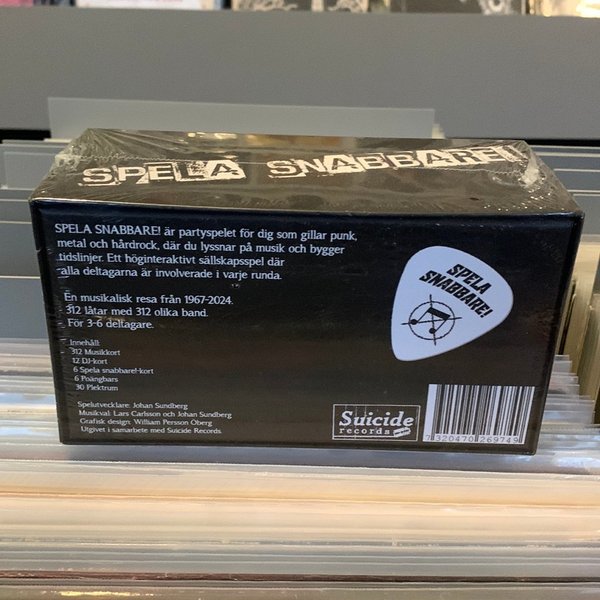 SPELA SNABBARE!
SPELA SNABBARE! är partyspelet för dig som gillar punk,
metal och hårdrock, där du lyssnar på musik och bygger
tidslinjer. Ett höginteraktivt sällskapsspel där
alla deltagarna är involverade i varje runda.
En musikalisk resa från 1967-2024.
312 låtar med 312 olika band.
För 3-6 deltagare.
Innehåll:
312 Musikkort
12 DJ-kort
6 Spela snabbare!-kort
6 Poängbars
30 Plektrum
Spelutvecklare: Johan Sundberg
Musikval: Lars Carlsson och Johan Sundberg
Grafisk design: William Persson Öberg
Utgivet i samarbete med Suicide Records.
SPELA
SNABBARE!
Suicide
records
7 320470 269749